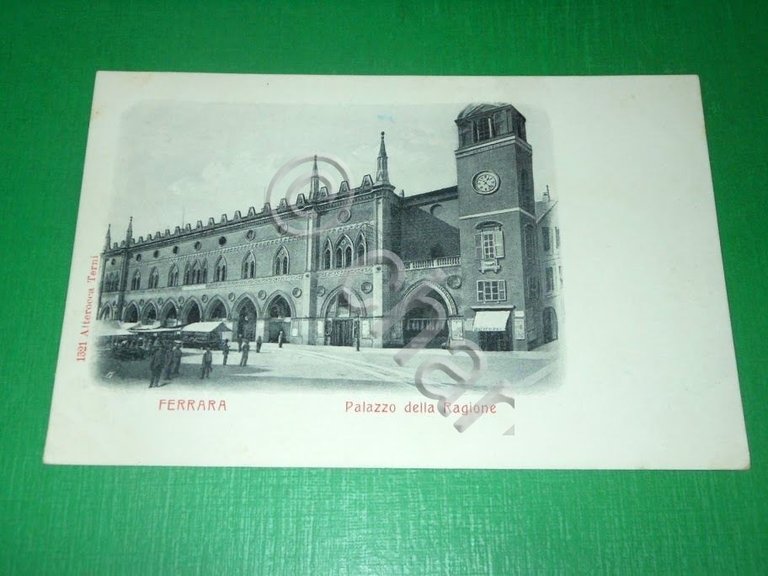 1321 Alterocca Terni
FERRARA
Palazzo della Ragione